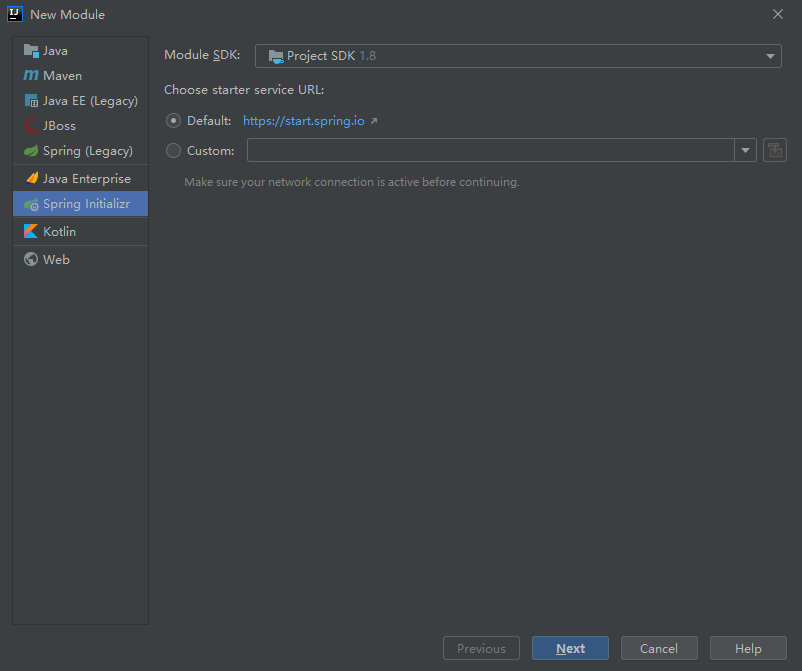 New Module
Java
Maven
Java EE (Legacy)
JBoss
Spring (Legacy)
Java Enterprise
Spring Initializr
Kotlin
Web
Module SDK: Project SDK 1.8
Choose starter service URL:
Default: https://start.spring.io
Custom:
Make sure your network connection is active before continuing.
Previous Next Cancel Help